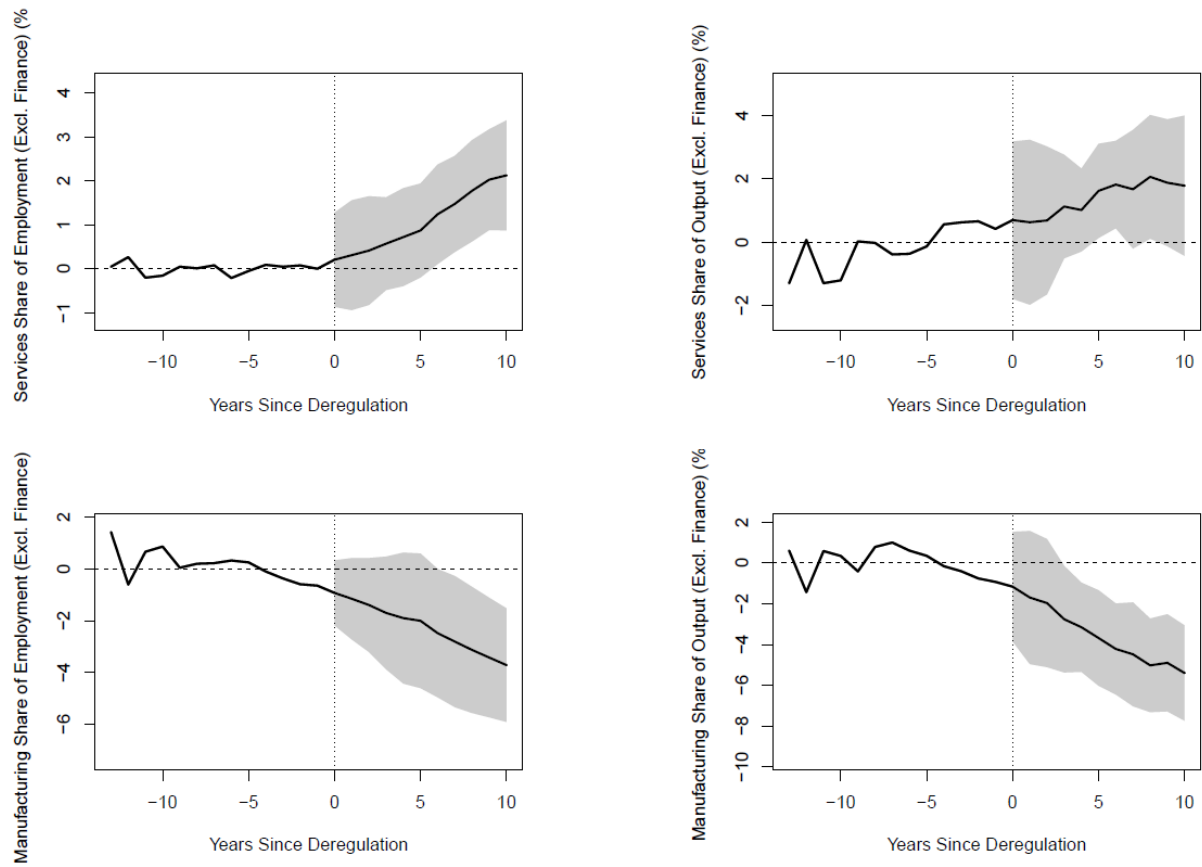 Services Share of Employment (Excl. Finance) (%
4
3
2
1
0
−1
−10 −5 0 5 10
Years Since Deregulation
Services Share of Output (Excl. Finance) (%)
4
2
0
−2
−10 −5 0 5 10
Years Since Deregulation
Manufacturing Share of Employment (Excl. Finance)
2
0
−2
−4
−6
−10 −5 0 5 10
Years Since Deregulation
Manufacturing Share of Output (Excl. Finance) (%
2
0
−2
−4
−6
−8
−10
−10 −5 0 5 10
Years Since Deregulation